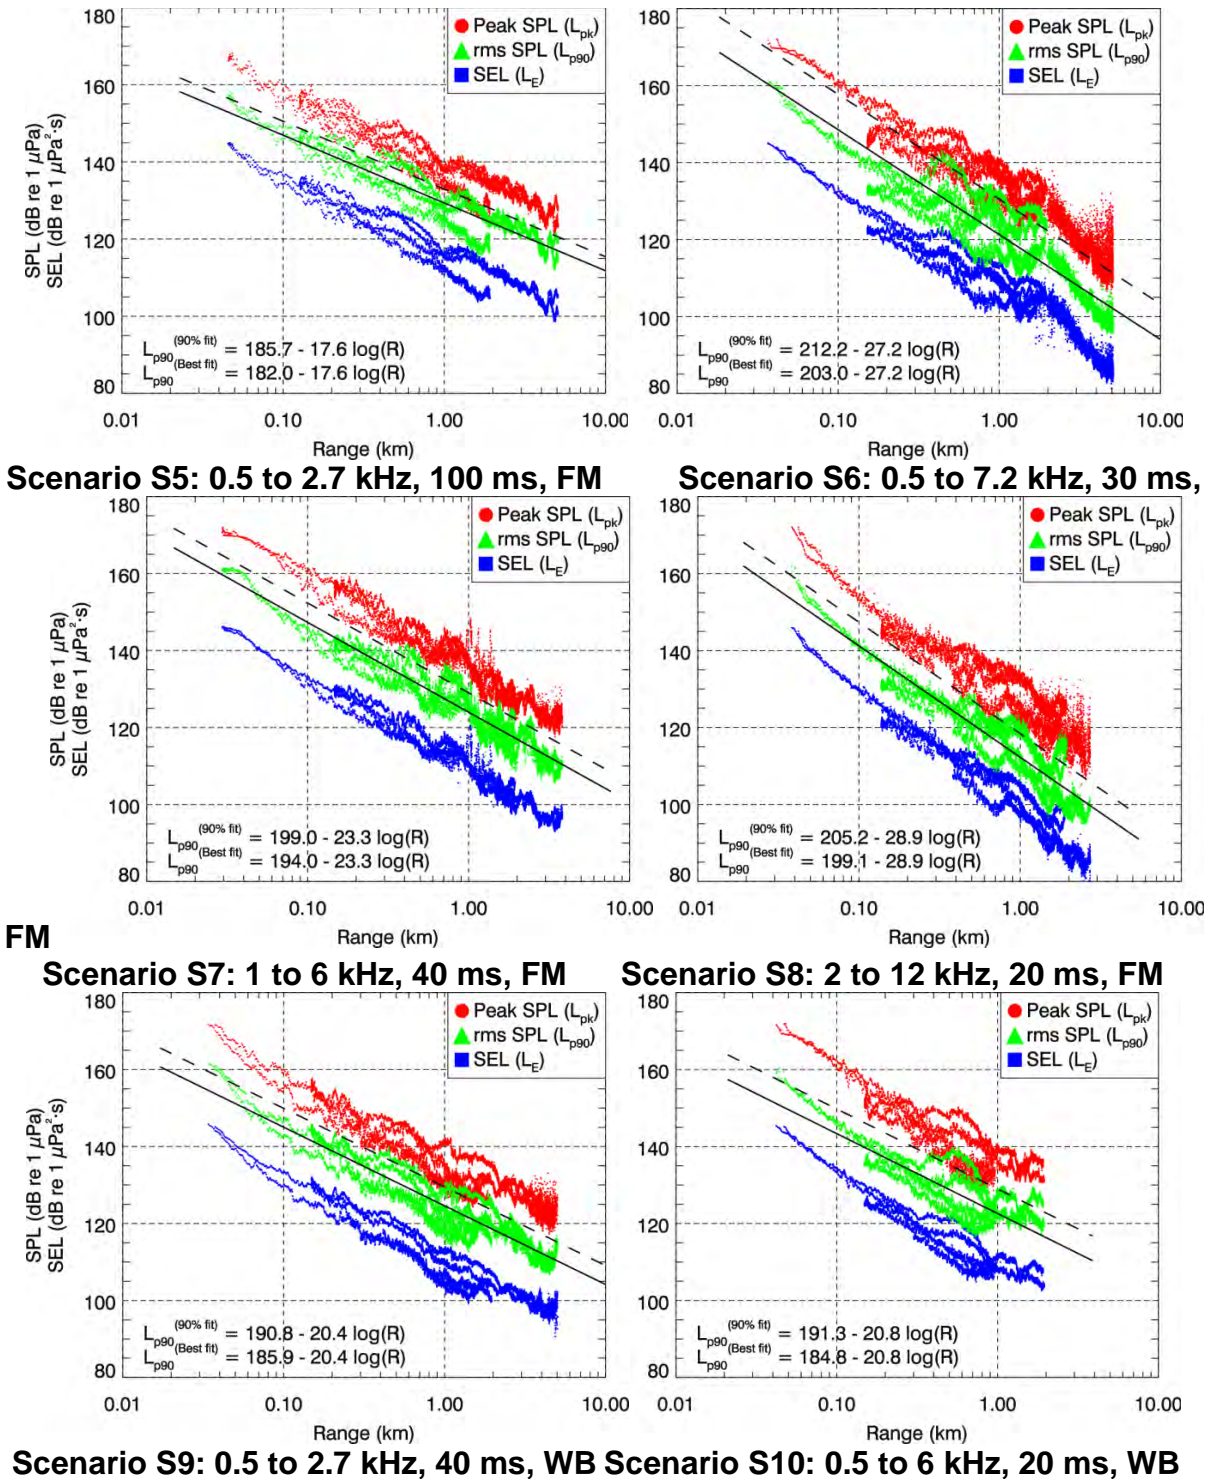 180
160
140
120
100
80
SPL (dB re 1 μPa)
SEL (dB re 1 μPa²·s)
Peak SPL (Lpk)
rms SPL (Lp90)
SEL (LE)
Lp90 (90% fit) = 185.7 - 17.6 log(R)
Lp90 (Best fit) = 182.0 - 17.6 log(R)
0.01 0.10 1.00 10.00
Range (km)
Peak SPL (Lpk)
rms SPL (Lp90)
SEL (LE)
180
160
140
120
100
80
Lp90 (90% fit) = 212.2 - 27.2 log(R)
Lp90 (Best fit) = 203.0 - 27.2 log(R)
0.01 0.10 1.00 10.00
Range (km)
Scenario S5: 0.5 to 2.7 kHz, 100 ms, FM Scenario S6: 0.5 to 7.2 kHz, 30 ms,
180
160
140
120
100
80
SPL (dB re 1 μPa)
SEL (dB re 1 μPa²·s)
Peak SPL (Lpk)
rms SPL (Lp90)
SEL (LE)
Lp90 (90% fit) = 199.0 - 23.3 log(R)
Lp90 (Best fit) = 194.0 - 23.3 log(R)
0.01 0.10 1.00 10.00
Range (km)
180
160
140
120
100
80
Peak SPL (Lpk)
rms SPL (Lp90)
SEL (LE)
Lp90 (90% fit) = 205.2 - 28.9 log(R)
Lp90 (Best fit) = 199.1 - 28.9 log(R)
0.01 0.10 1.00 10.00
Range (km)
FM
Scenario S7: 1 to 6 kHz, 40 ms, FM Scenario S8: 2 to 12 kHz, 20 ms, FM
180
160
140
120
100
80
SPL (dB re 1 μPa)
SEL (dB re 1 μPa²·s)
Peak SPL (Lpk)
rms SPL (Lp90)
SEL (LE)
Lp90 (90% fit) = 190.8 - 20.4 log(R)
Lp90 (Best fit) = 185.9 - 20.4 log(R)
0.01 0.10 1.00 10.00
Range (km)
180
160
140
120
100
80
Peak SPL (Lpk)
rms SPL (Lp90)
SEL (LE)
Lp90 (90% fit) = 191.3 - 20.8 log(R)
Lp90 (Best fit) = 184.8 - 20.8 log(R)
0.01 0.10 1.00 10.00
Range (km)
Scenario S9: 0.5 to 2.7 kHz, 40 ms, WB Scenario S10: 0.5 to 6 kHz, 20 ms, WB